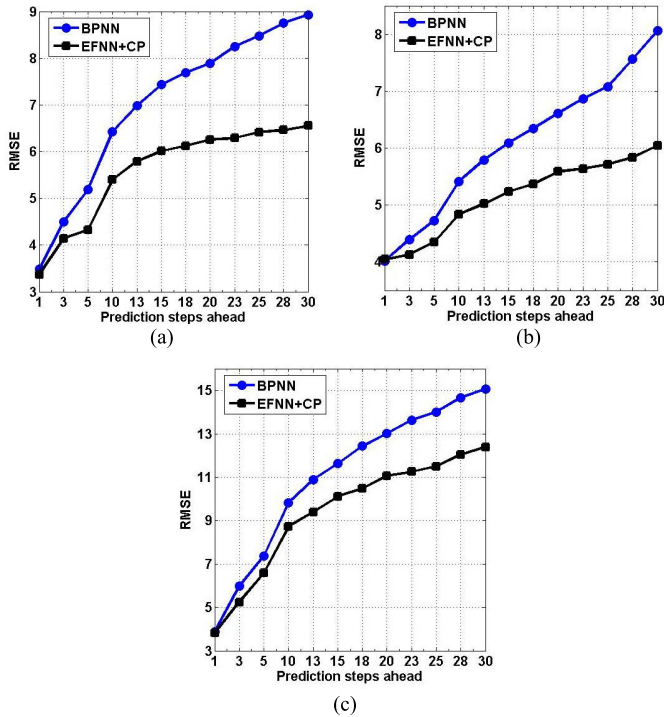 9
8
7
6
5
4
3
RMSE
BPNN
EFNN+CP
1 3 5 10 13 15 18 20 23 25 28 30
Prediction steps ahead
(a)
8
7
6
5
4
RMSE
BPNN
EFNN+CP
1 3 5 10 13 15 18 20 23 25 28 30
Prediction steps ahead
(b)
15
13
11
9
7
5
3
RMSE
BPNN
EFNN+CP
1 3 5 10 13 15 18 20 23 25 28 30
Prediction steps ahead
(c)